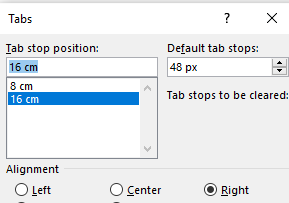 Tabs
Tab stop position:
Default tab stops:
16 cm
48 px
8 cm
Tab stops to be cleared:
16 cm
Alignment
Left
Center
Right